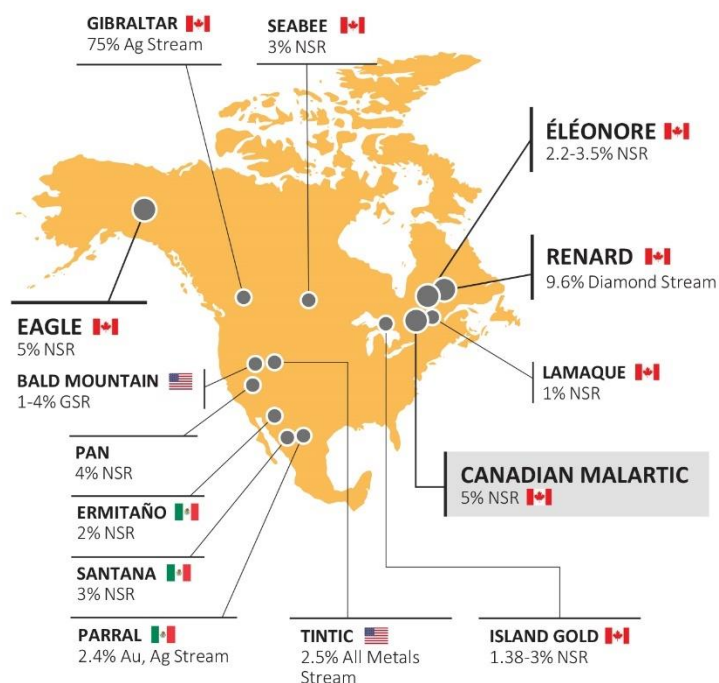 GIBRALTAR
75% Ag Stream
SEABEE
3% NSR
ÉLÉONORE
2.2-3.5% NSR
RENARD
9.6% Diamond Stream
EAGLE
5% NSR
BALD MOUNTAIN
1-4% GSR
LAMAQUE
1% NSR
PAN
4% NSR
CANADIAN MALARTIC
5% NSR
ERMITAÑO
2% NSR
SANTANA
3% NSR
PARRAL
2.4% Au, Ag Stream
TINTIC
2.5% All Metals
Stream
ISLAND GOLD
1.38-3% NSR